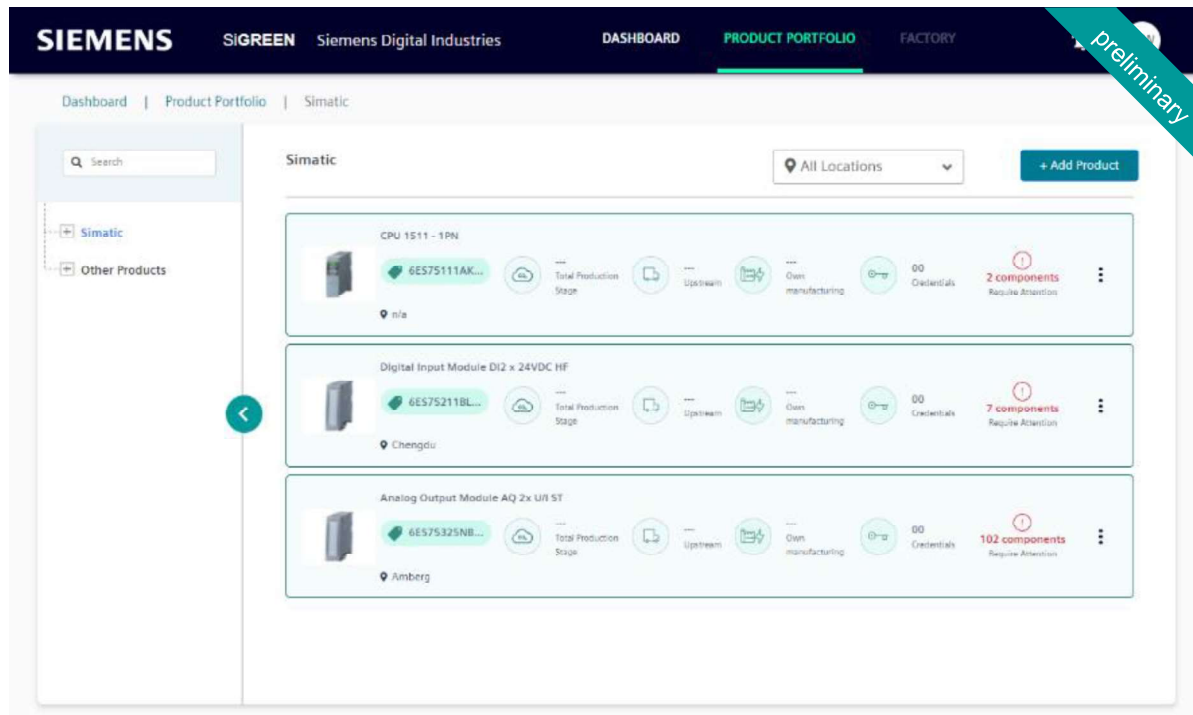 SIEMENS
SiGREEN
Siemens Digital Industries
DASHBOARD
PRODUCT PORTFOLIO
FACTORY
preliminary
Dashboard | Product Portfolio | Simatic
Search
Simatic
Other Products
Simatic
All Locations
+ Add Product
CPU 1511 - 1PN
6ES75111AK...
---
Total Production
Stage
---
Upstream
---
Own
manufacturing
00
Credentials
2 components
Require Attention
n/a
Digital Input Module DI2 x 24VDC HF
6ES75211BL...
---
Total Production
Stage
---
Upstream
---
Own
manufacturing
00
Credentials
7 components
Require Attention
Chengdu
Analog Output Module AQ 2x U/I ST
6ES75325NB...
---
Total Production
Stage
---
Upstream
---
Own
manufacturing
00
Credentials
102 components
Require Attention
Amberg